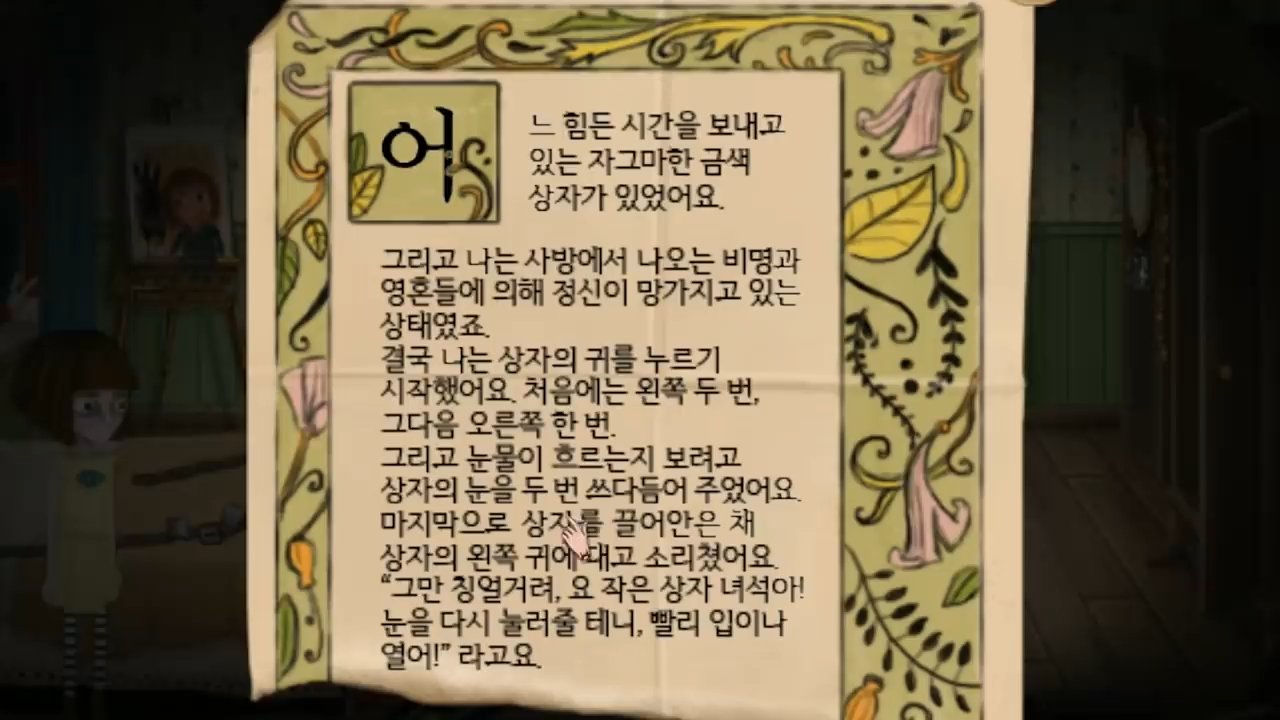 어
느 힘든 시간을 보내고
있는 자그마한 금색
상자가 있었어요.
그리고 나는 사방에서 나오는 비명과
영혼들에 의해 정신이 망가지고 있는
상태였죠.
결국 나는 상자의 귀를 누르기
시작했어요. 처음에는 왼쪽 두 번,
그다음 오른쪽 한 번.
그리고 눈물이 흐르는지 보려고
상자의 눈을 두 번 쓰다듬어 주었어요.
마지막으로 상자를 끌어안은 채
상자의 왼쪽 귀에 대고 소리쳤어요.
“그만 칭얼거려, 요 작은 상자 녀석아!
눈을 다시 눌러줄 테니, 빨리 입이나
열어!” 라고요.